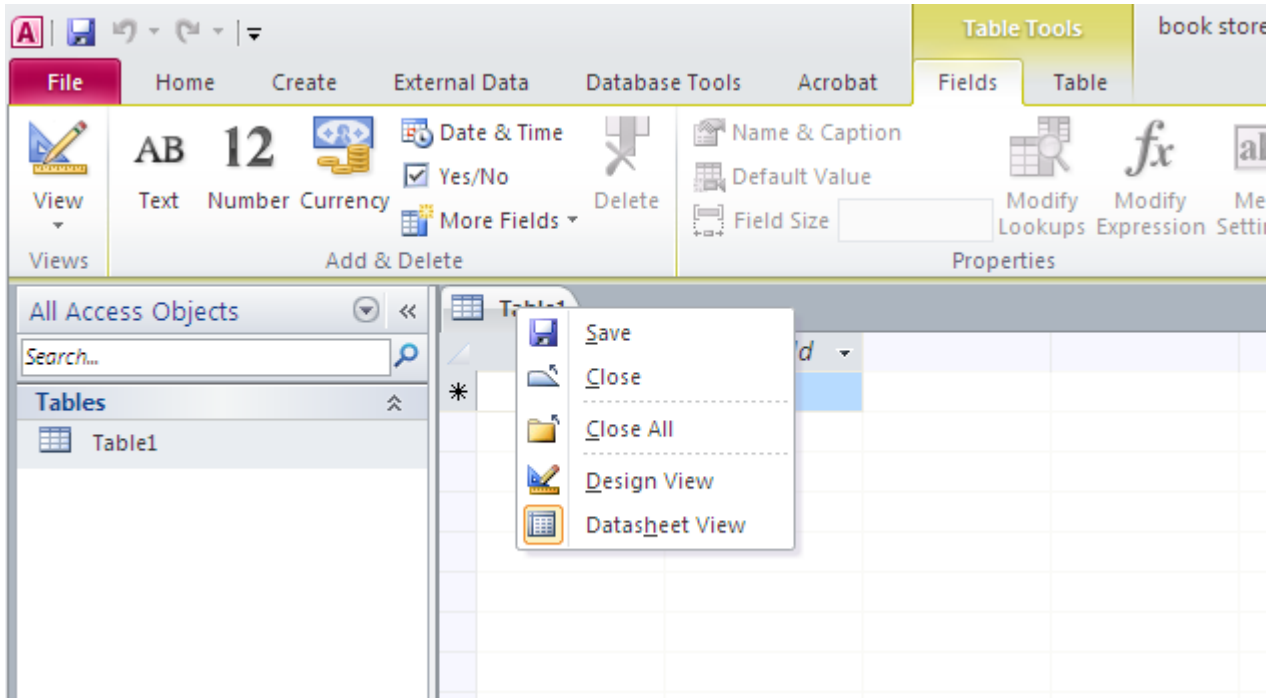 Table Tools book store
File Home Create External Data Database Tools Acrobat Fields Table
AB 12 Date & Time Name & Caption fx
Yes/No Default Value
View Text Number Currency More Fields Delete Field Size Modify Lookups Modify Expression
Views Add & Delete Properties
All Access Objects
Search...
Tables
Table1
Table1
Save
Close
Close All
Design View
Datasheet View